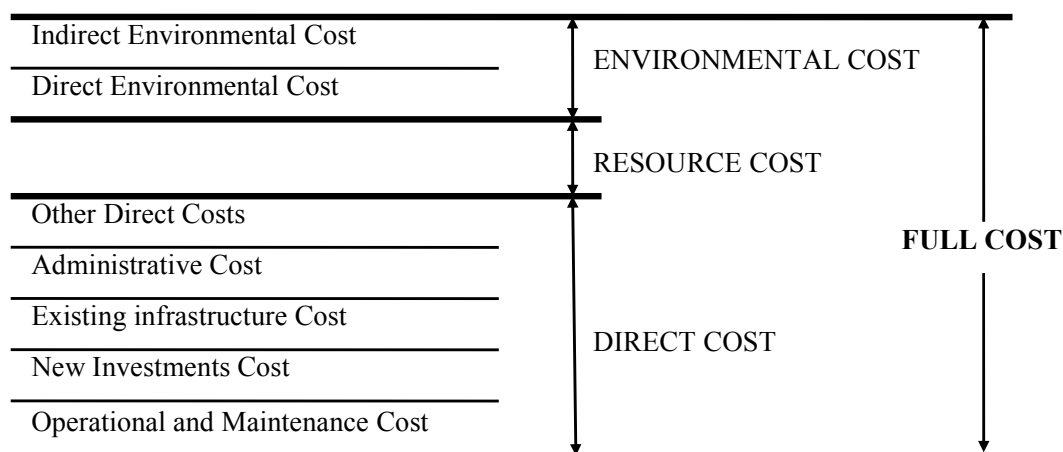 Indirect Environmental Cost
ENVIRONMENTAL COST
Direct Environmental Cost
RESOURCE COST
Other Direct Costs
FULL COST
Administrative Cost
Existing infrastructure Cost
DIRECT COST
New Investments Cost
Operational and Maintenance Cost